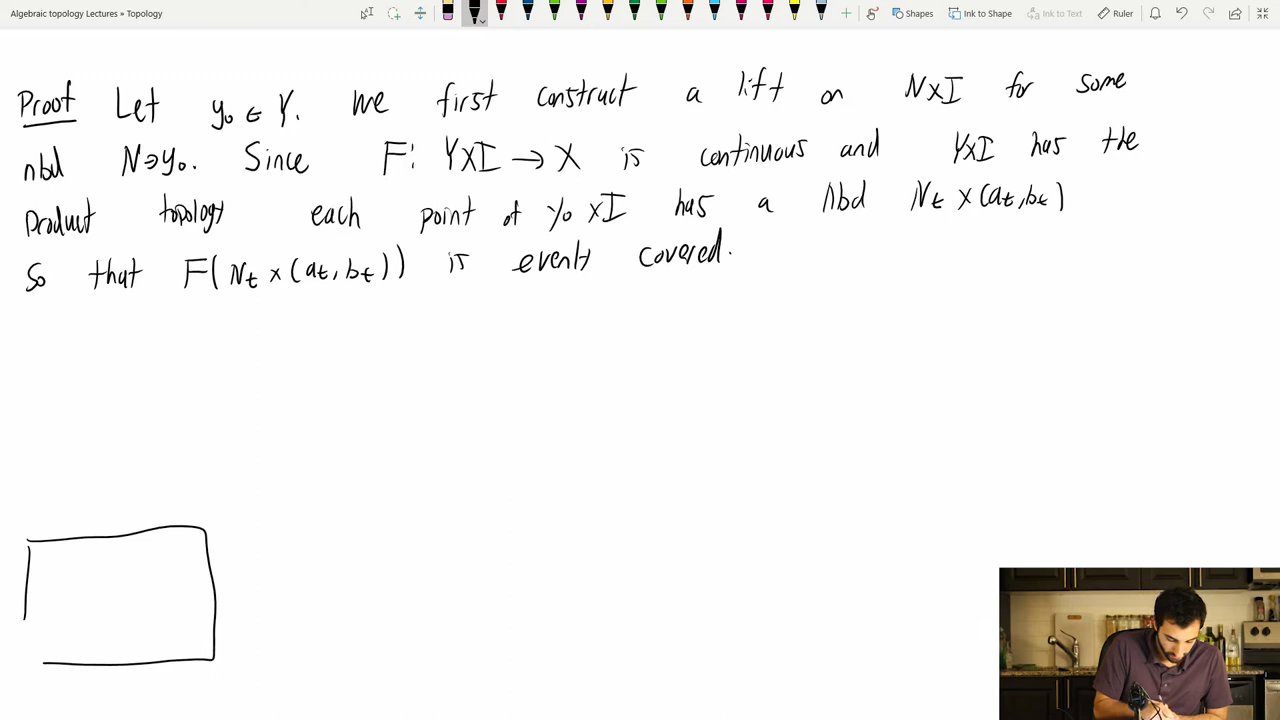 Algebraic topology Lectures » Topology
Shapes Ink to Shape Ink to Text Ruler
Proof Let y₀ ∈ Y. We first construct a lift on N×I for some
nbd N∋y₀. Since F: Y×I → X is continuous and Y×I has the
product topology each point of y₀ ×I has a nbd Nₜ × (aₜ, bₜ)
So that F(Nₜ × (aₜ, bₜ)) is evenly covered.